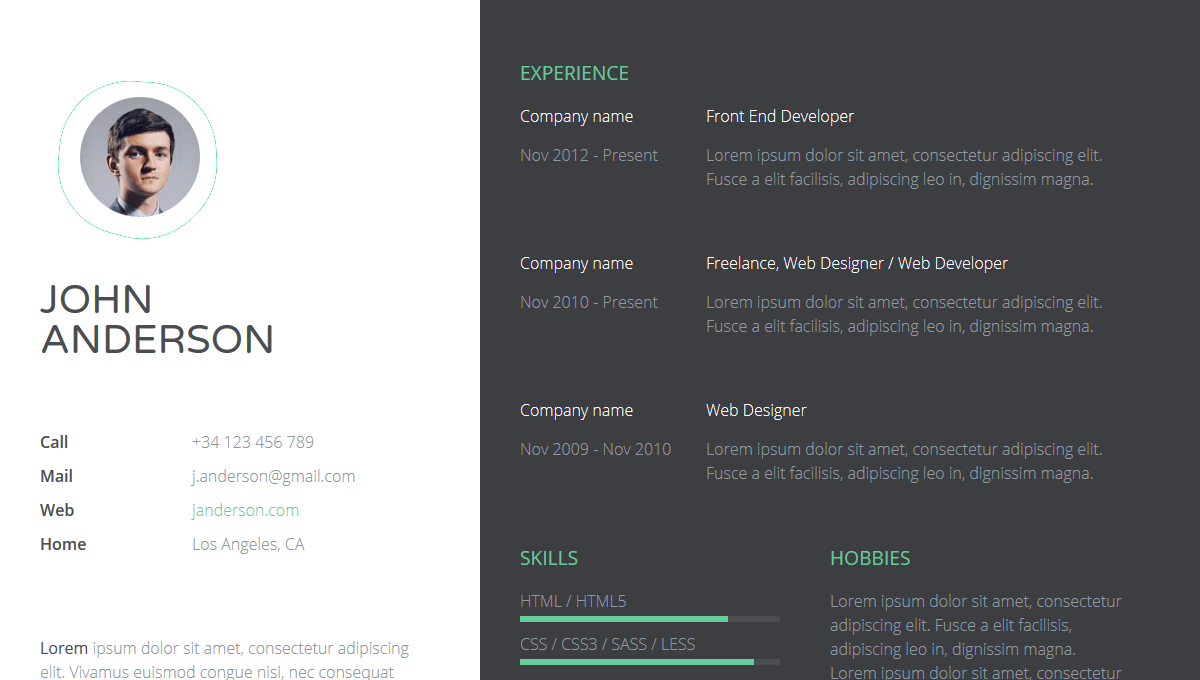 JOHN
ANDERSON
Call +34 123 456 789
Mail j.anderson@gmail.com
Web janderson.com
Home Los Angeles, CA
Lorem ipsum dolor sit amet, consectetur adipiscing
elit. Vivamus euismod congue nisi, nec consequat
EXPERIENCE
Company name Front End Developer
Nov 2012 - Present Lorem ipsum dolor sit amet, consectetur adipiscing elit.
Fusce a elit facilisis, adipiscing leo in, dignissim magna.
Company name Freelance, Web Designer / Web Developer
Nov 2010 - Present Lorem ipsum dolor sit amet, consectetur adipiscing elit.
Fusce a elit facilisis, adipiscing leo in, dignissim magna.
Company name Web Designer
Nov 2009 - Nov 2010 Lorem ipsum dolor sit amet, consectetur adipiscing elit.
Fusce a elit facilisis, adipiscing leo in, dignissim magna.
SKILLS
HTML / HTML5
CSS / CSS3 / SASS / LESS
HOBBIES
Lorem ipsum dolor sit amet, consectetur
adipiscing elit. Fusce a elit facilisis,
adipiscing leo in, dignissim magna.
Lorem ipsum dolor sit amet, consectetur